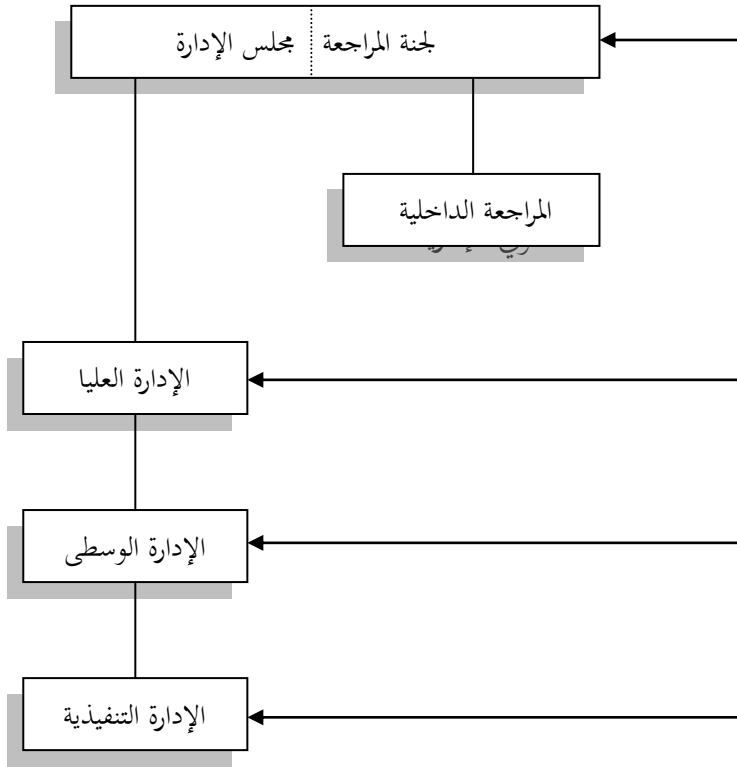 لجنة المراجعة مجلس الإدارة
المراجعة الداخلية
الإدارة العليا
الإدارة الوسطى
الإدارة التنفيذية